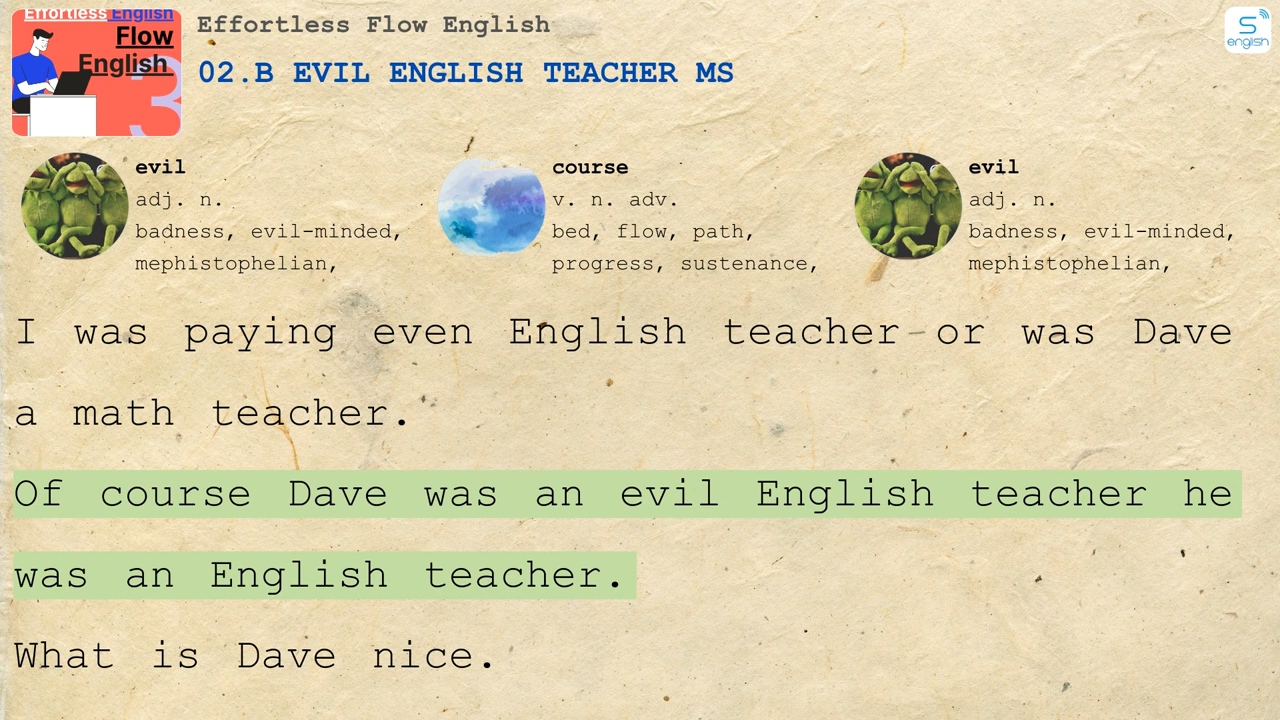 Effortless English
Flow
English
3
Effortless Flow English
02.B EVIL ENGLISH TEACHER MS
S
english
evil
adj. n.
badness, evil-minded,
mephistophelian,
course
v. n. adv.
bed, flow, path,
progress, sustenance,
evil
adj. n.
badness, evil-minded,
mephistophelian,
I was paying even English teacher or was Dave
a math teacher.
Of course Dave was an evil English teacher he
was an English teacher.
What is Dave nice.